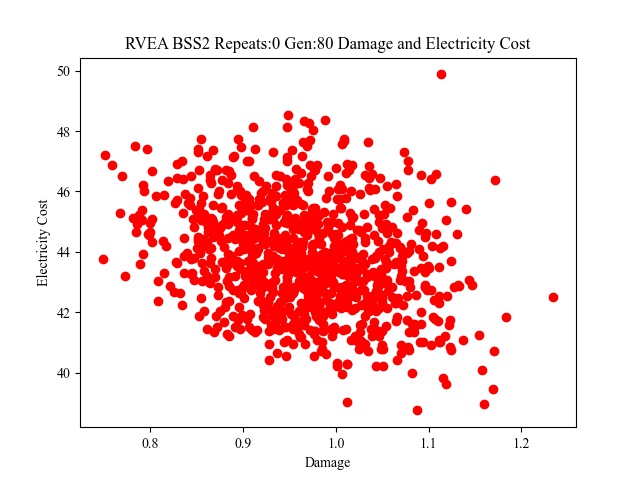 RVEA BSS2 Repeats:0 Gen:80 Damage and Electricity Cost
50
48
46
44
42
40
Electricity Cost
0.8 0.9 1.0 1.1 1.2
Damage